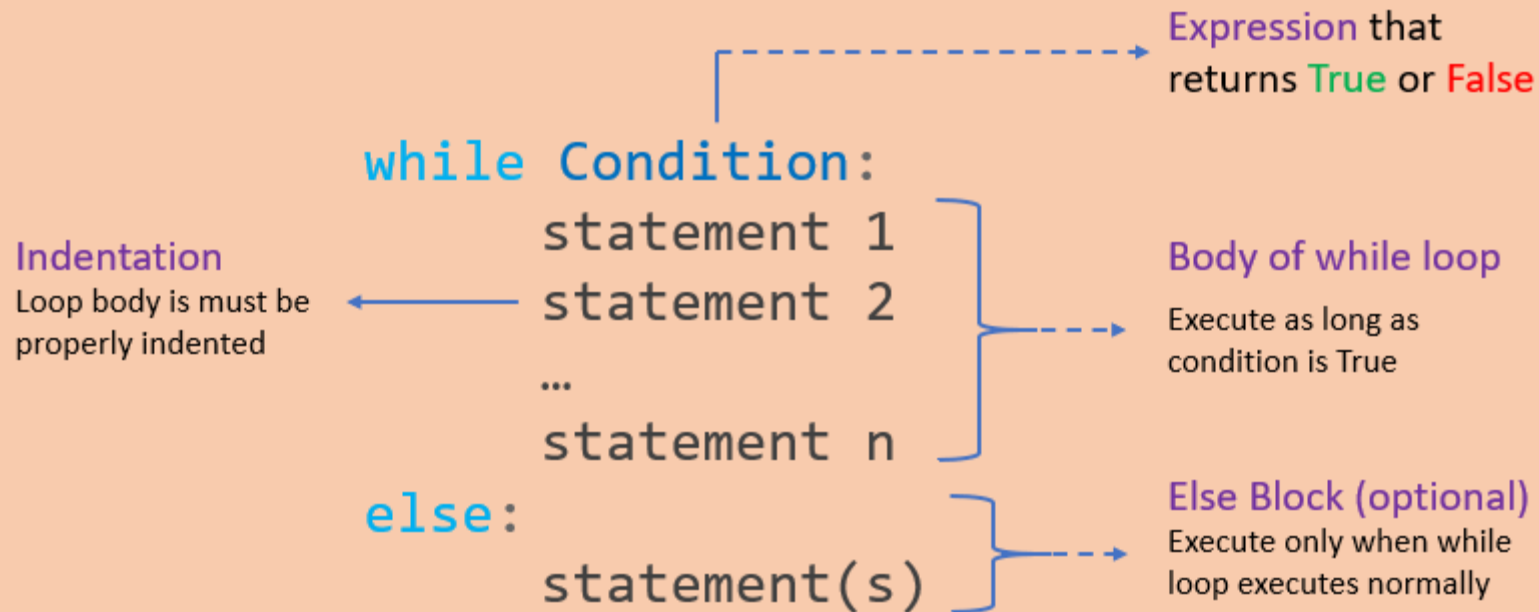 Expression that
returns True or False
while Condition:
statement 1
Indentation
Loop body is must be
properly indented
statement 2
Body of while loop
Execute as long as
condition is True
…
statement n
else:
statement(s)
Else Block (optional)
Execute only when while
loop executes normally